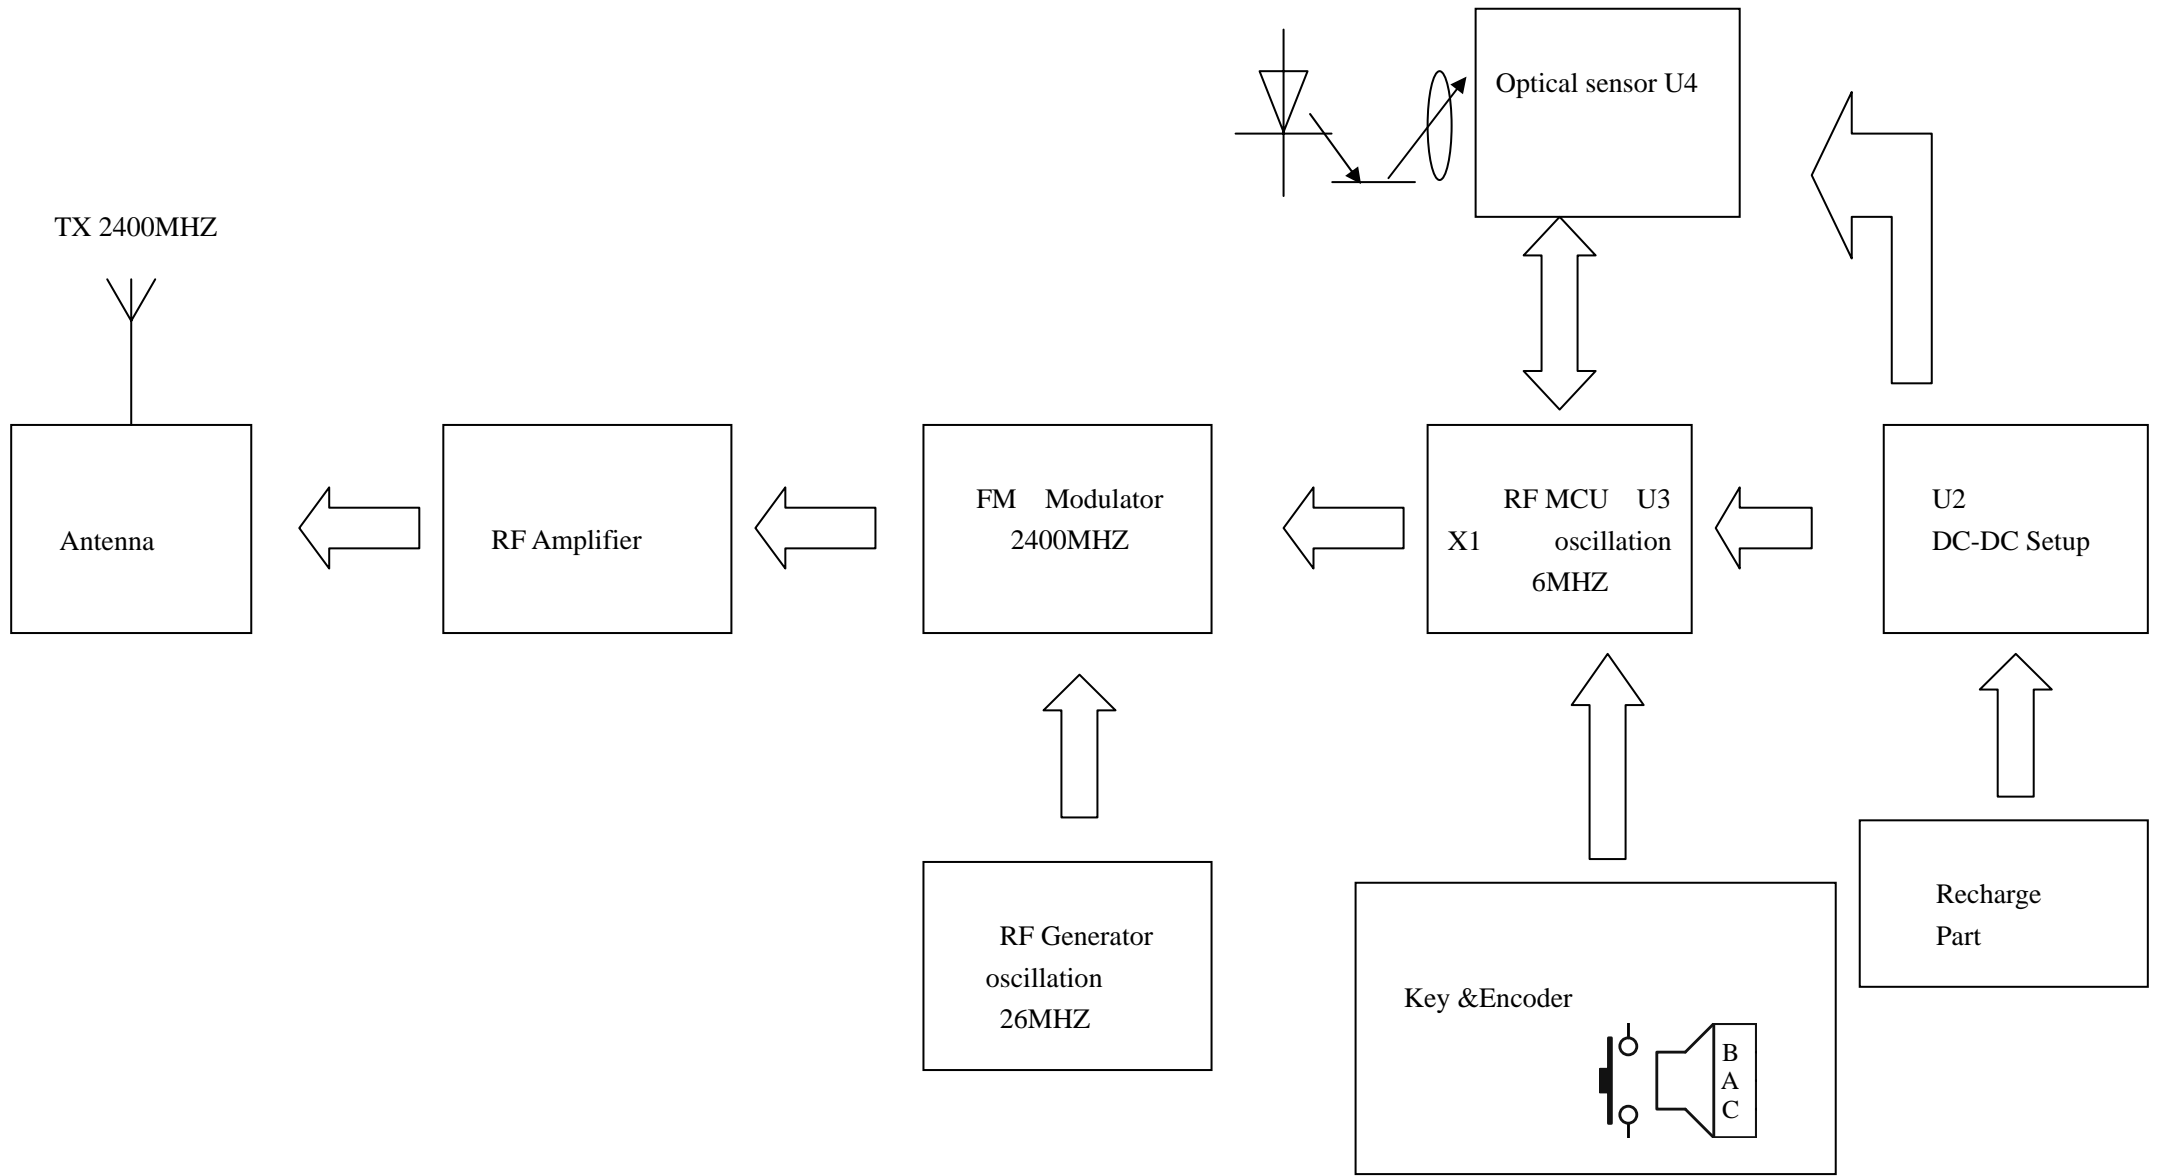 Optical sensor U4
TX 2400MHZ
Antenna
RF Amplifier
FM Modulator
2400MHZ
RF MCU U3
X1 oscillation
6MHZ
U2
DC-DC Setup
RF Generator
oscillation
26MHZ
Key &Encoder
B
A
C
Recharge
Part